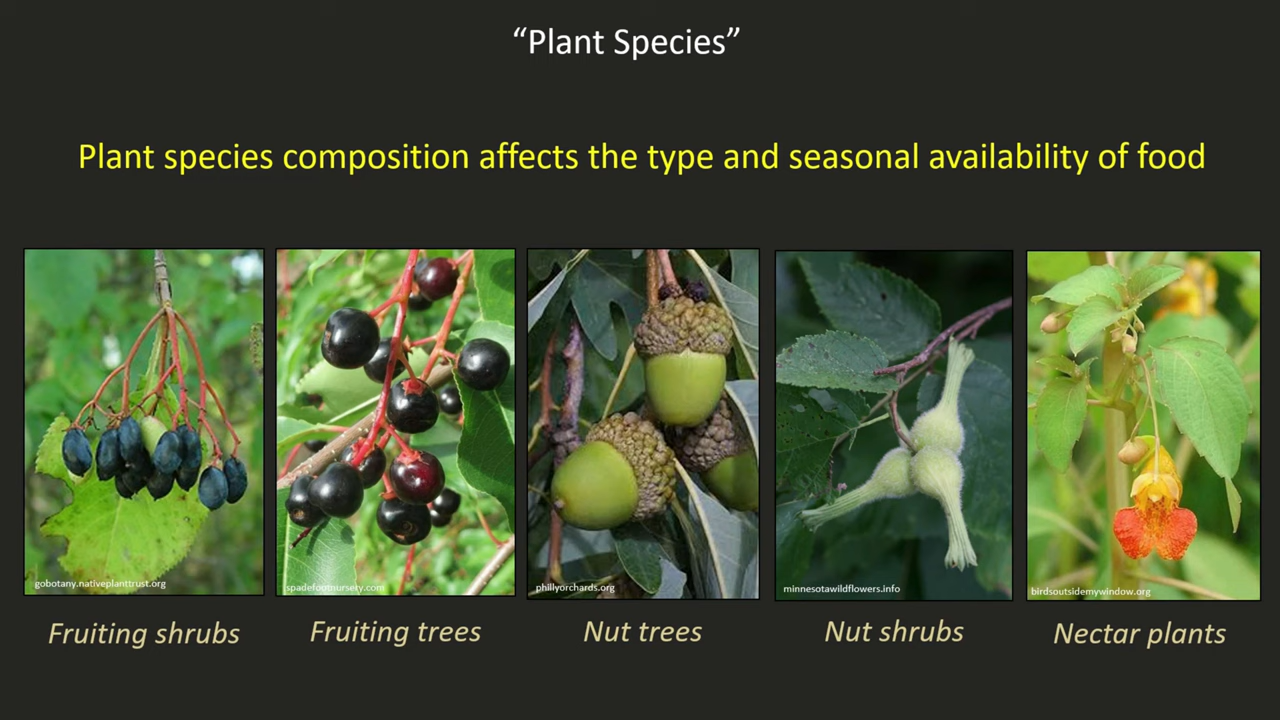 “Plant Species”
Plant species composition affects the type and seasonal availability of food
gobotany.nativeplanttrust.org
spadefootnursery.com
phillyorchards.org
minnesotawildflowers.info
birdsoutsidemywindow.org
Fruiting shrubs
Fruiting trees
Nut trees
Nut shrubs
Nectar plants